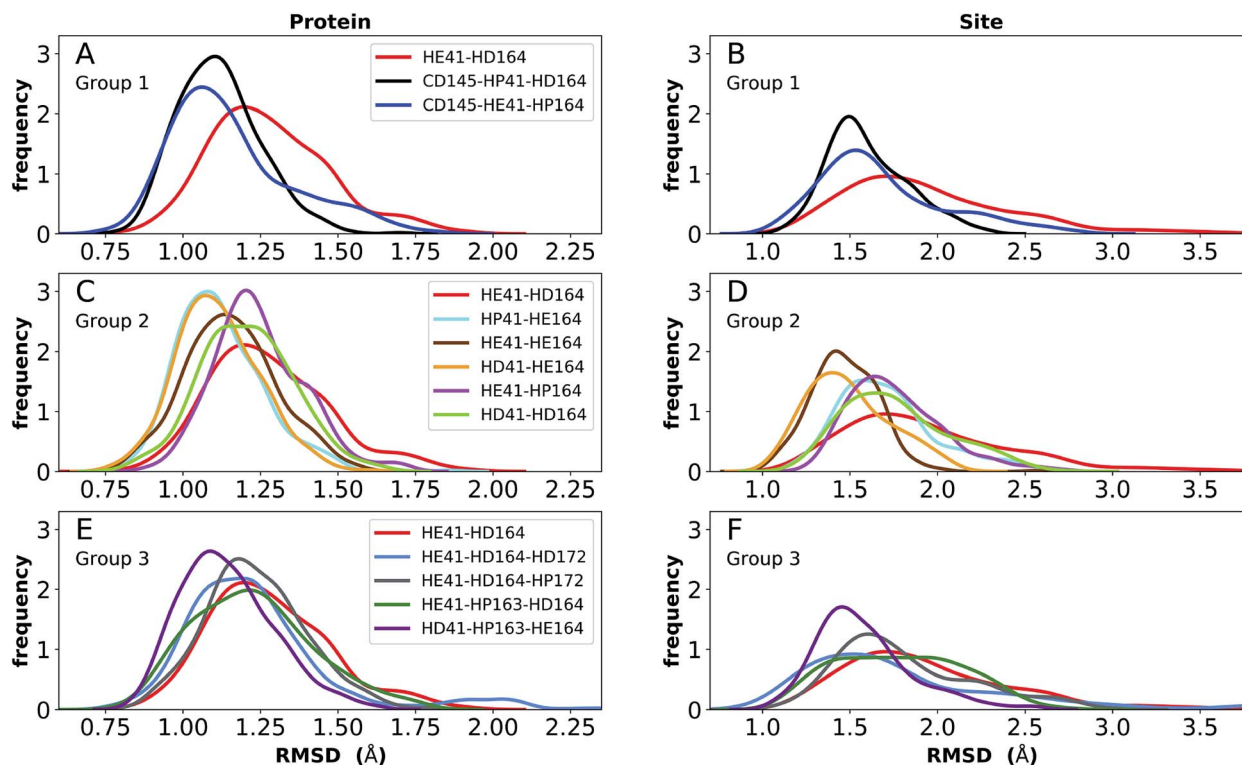 Protein
Site
A
Group 1
HE41-HD164
CD145-HP41-HD164
CD145-HE41-HP164
frequency
3
2
1
0
0.75 1.00 1.25 1.50 1.75 2.00 2.25
B
Group 1
frequency
3
2
1
0
1.0 1.5 2.0 2.5 3.0 3.5
C
Group 2
HE41-HD164
HP41-HE164
HE41-HE164
HD41-HE164
HE41-HP164
HD41-HD164
frequency
3
2
1
0
0.75 1.00 1.25 1.50 1.75 2.00 2.25
D
Group 2
frequency
3
2
1
0
1.0 1.5 2.0 2.5 3.0 3.5
E
Group 3
HE41-HD164
HE41-HD164-HD172
HE41-HD164-HP172
HE41-HP163-HD164
HD41-HP163-HE164
frequency
3
2
1
0
0.75 1.00 1.25 1.50 1.75 2.00 2.25
RMSD (Å)
F
Group 3
frequency
3
2
1
0
1.0 1.5 2.0 2.5 3.0 3.5
RMSD (Å)